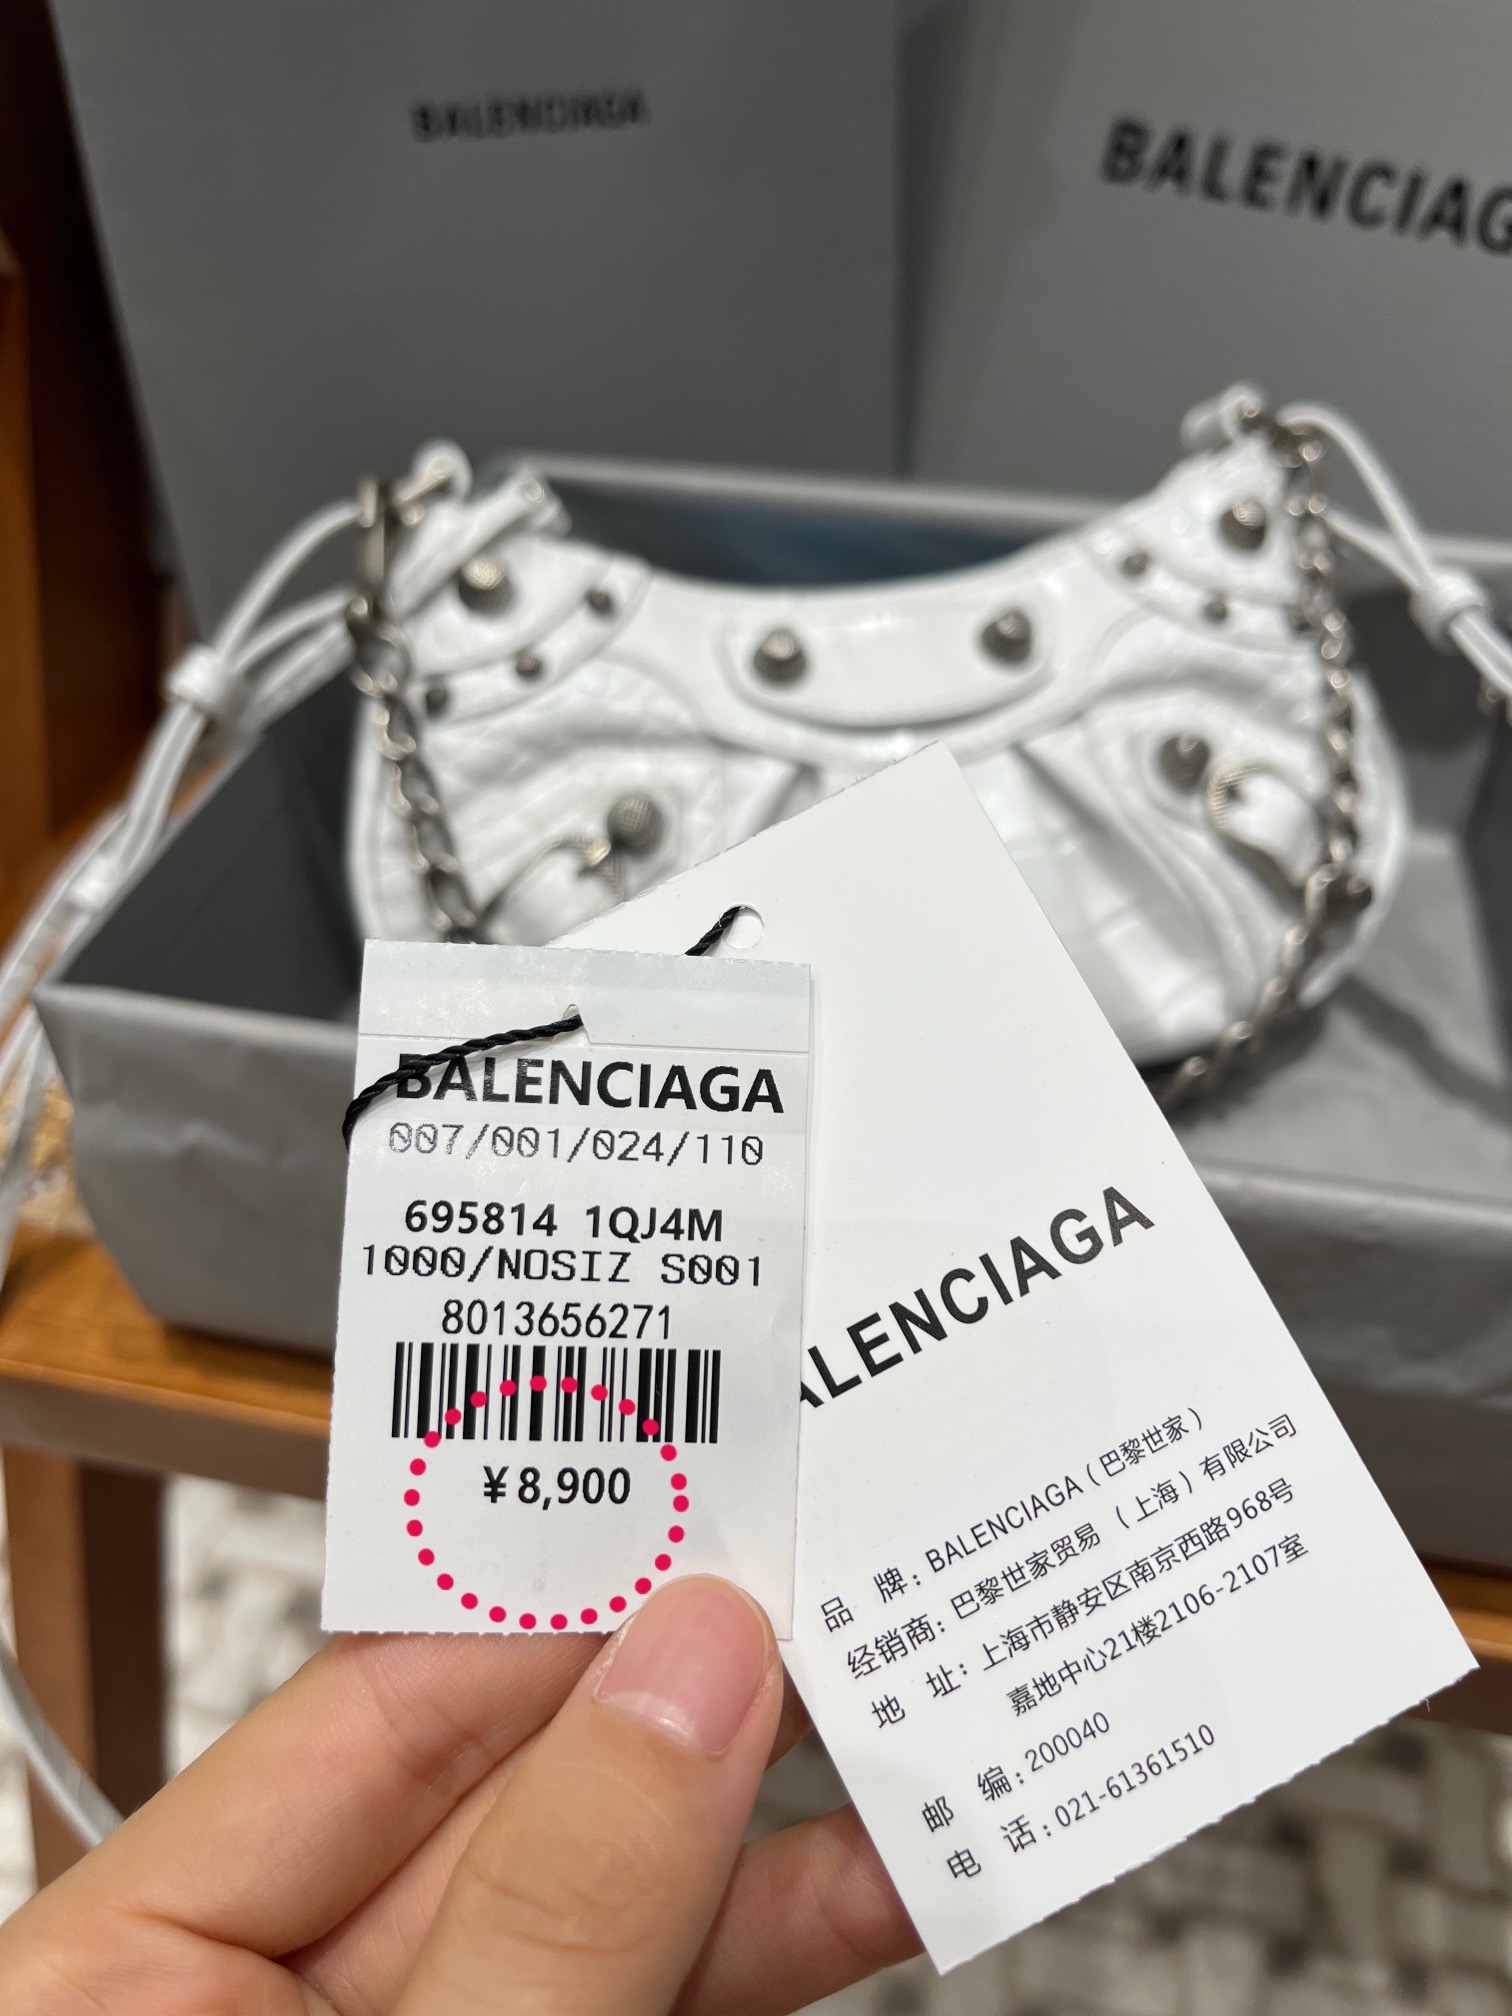 BALENCIAGA
BALENCIAG
BALENCIAGA
007/001/024/110
695814 1QJ4M
1000/NOSIZ S001
8013656271
¥8,900
ALENCIAGA
品 牌：BALENCIAGA（巴黎世家）
经销商：巴黎世家贸易（上海）有限公司
地 址：上海市静安区南京西路968号
嘉地中心21楼2106-2107室
邮 编：200040
电 话：021-61361510